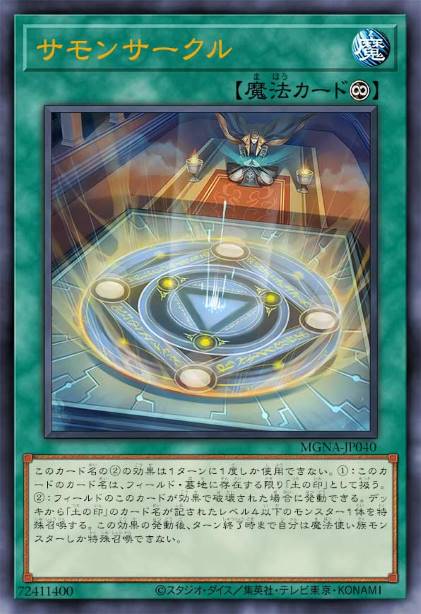 サモンサークル
魔
【魔法カード∞】
まほう
MGNA-JP040
このカード名の②の効果は1ターンに1度しか使用できない。①：このカ
ードのカード名は、フィールド・墓地に存在する限り「土の印」として扱う。
②：フィールドのこのカードが効果で破壊された場合に発動できる。デッ
キから「土の印」のカード名が記されたレベル4以下のモンスター1体を特
殊召喚する。この効果の発動後、ターン終了時まで自分は魔法使い族モ
ンスターしか特殊召喚できない。
72411400
©スタジオ・ダイス／集英社・テレビ東京・KONAMI